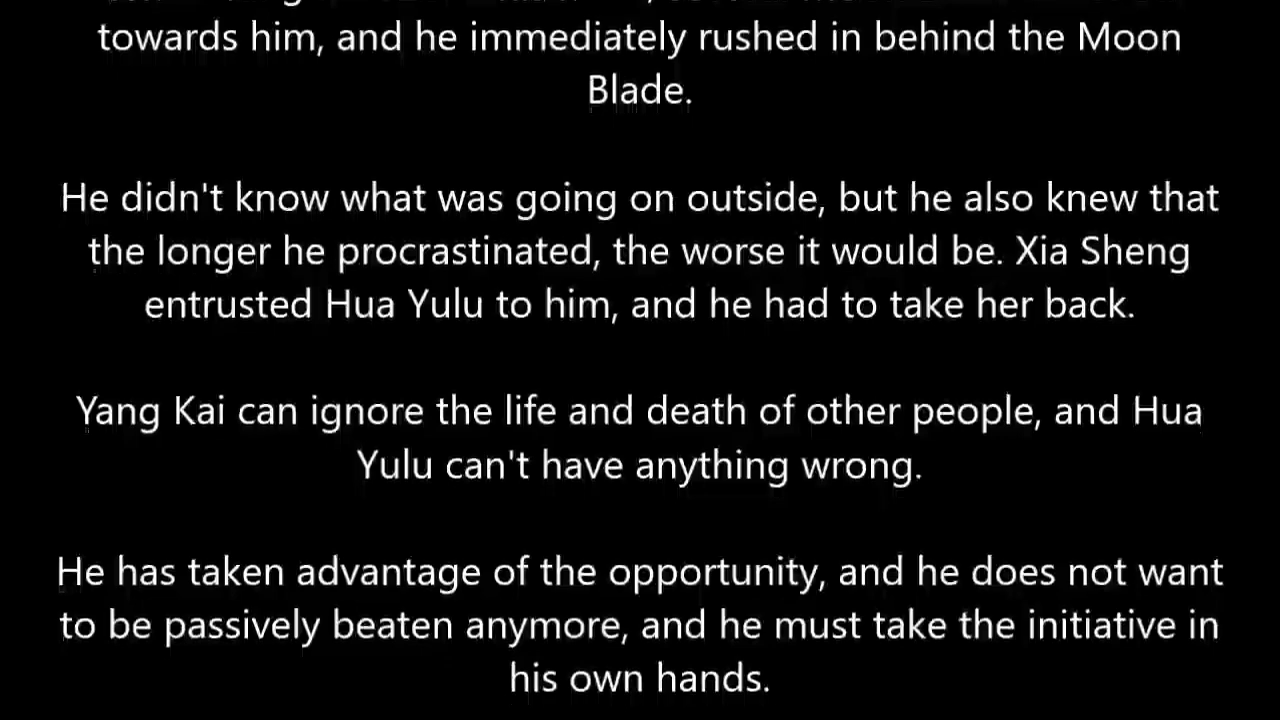 towards him, and he immediately rushed in behind the Moon
Blade.
He didn't know what was going on outside, but he also knew that
the longer he procrastinated, the worse it would be. Xia Sheng
entrusted Hua Yulu to him, and he had to take her back.
Yang Kai can ignore the life and death of other people, and Hua
Yulu can't have anything wrong.
He has taken advantage of the opportunity, and he does not want
to be passively beaten anymore, and he must take the initiative in
his own hands.